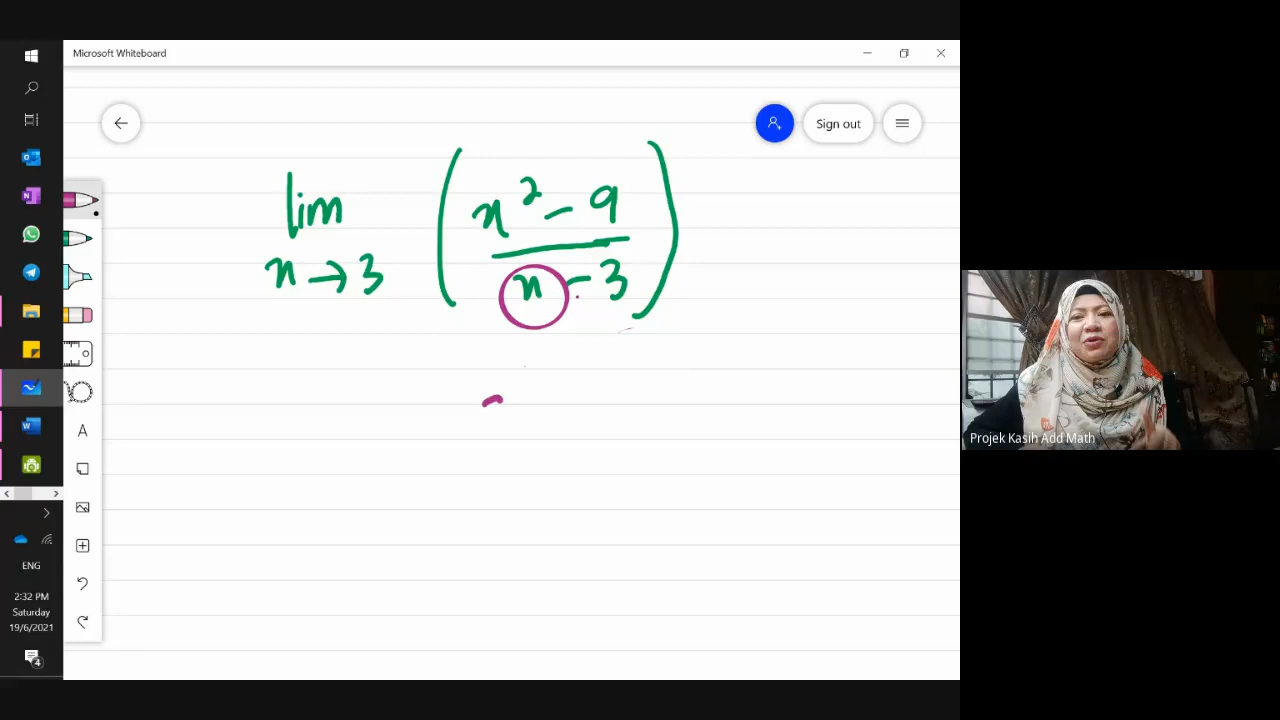 Microsoft Whiteboard
Sign out
lim
x → 3
( x² - 9
x - 3 )
A
W
N
ENG
2:32 PM
Saturday
19/6/2021
4
Projek Kasih Add Math